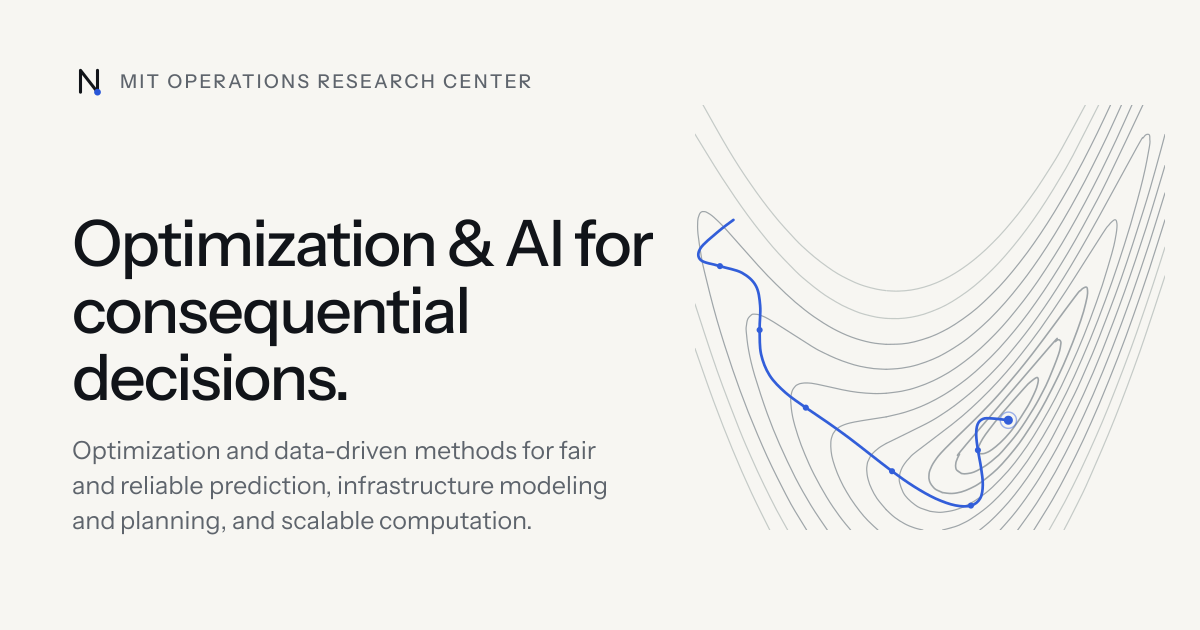 N
MIT OPERATIONS RESEARCH CENTER
Optimization & AI for
consequential
decisions.
Optimization and data-driven methods for fair
and reliable prediction, infrastructure modeling
and planning, and scalable computation.